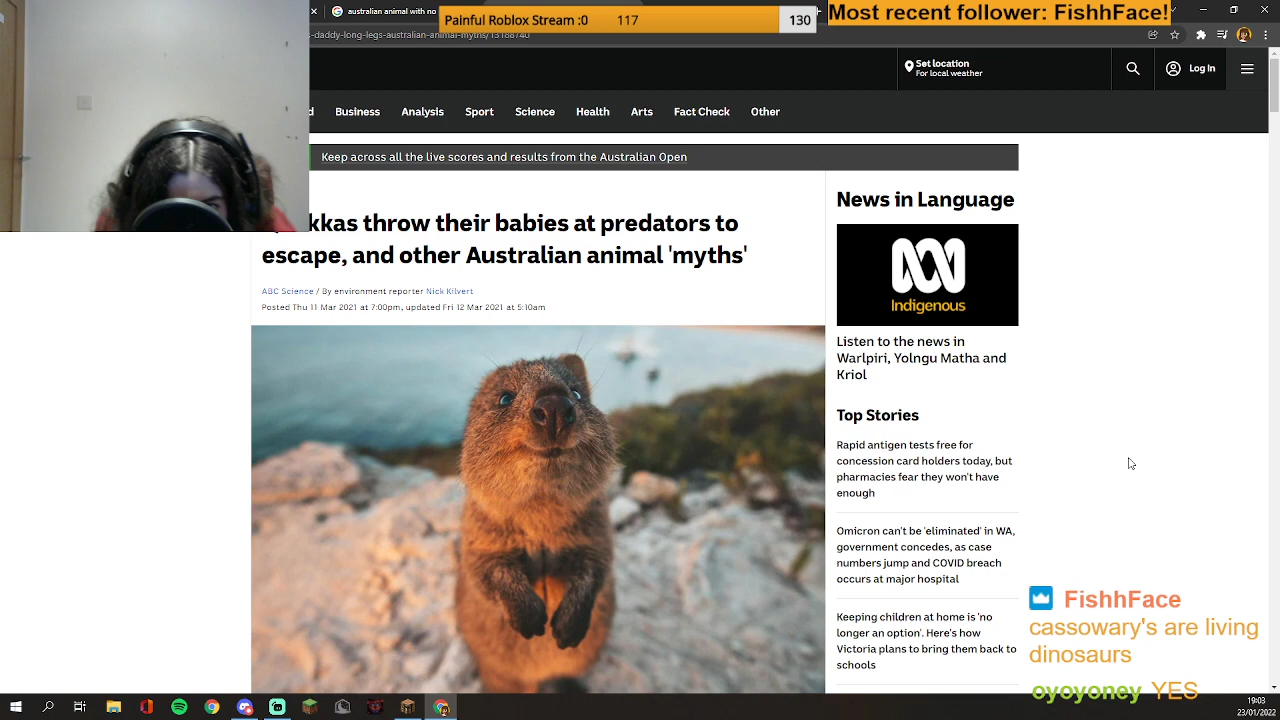 australian animal with no
Painful Roblox Stream :0 117 130
Most recent follower: FishhFace!
-daddy-long-legs-australian-animal-myths/13188740
Set location
For local weather
Log In
Business Analysis Sport Science Health Arts Fact Check Other
Keep across all the live scores and results from the Australian Open
kkas throw their babies at predators to
escape, and other Australian animal 'myths'
ABC Science / By environment reporter Nick Kilvert
Posted Thu 11 Mar 2021 at 7:00pm, updated Fri 12 Mar 2021 at 5:10am
News in Language
Indigenous
Listen to the news in
Warlpiri, Yolngu Matha and
Kriol
Top Stories
Rapid antigen tests free for
concession card holders today, but
pharmacies fear they won't have
enough
Omicron can't be 'eliminated' in WA,
government concedes, as case
numbers jump and COVID breach
occurs at major hospital
Keeping children at home is 'no
longer an option'. Here's how
Victoria plans to bring them back to
schools
FishhFace
cassowary's are living
dinosaurs
oyoyoney YES
19:03
23/01/2022